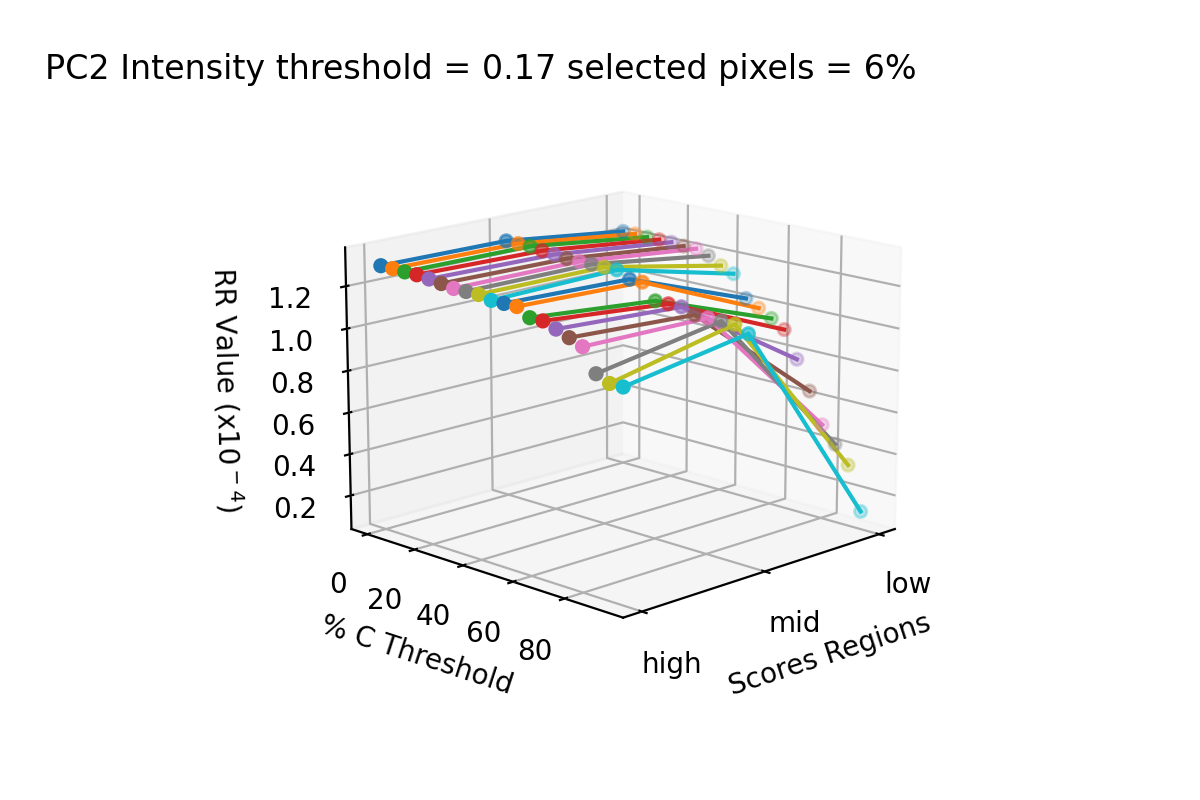 PC2 Intensity threshold = 0.17 selected pixels = 6%
RR Value (x10⁻⁴)
1.2
1.0
0.8
0.6
0.4
0.2
0
20
40
60
80
% C Threshold
high
mid
low
Scores Regions